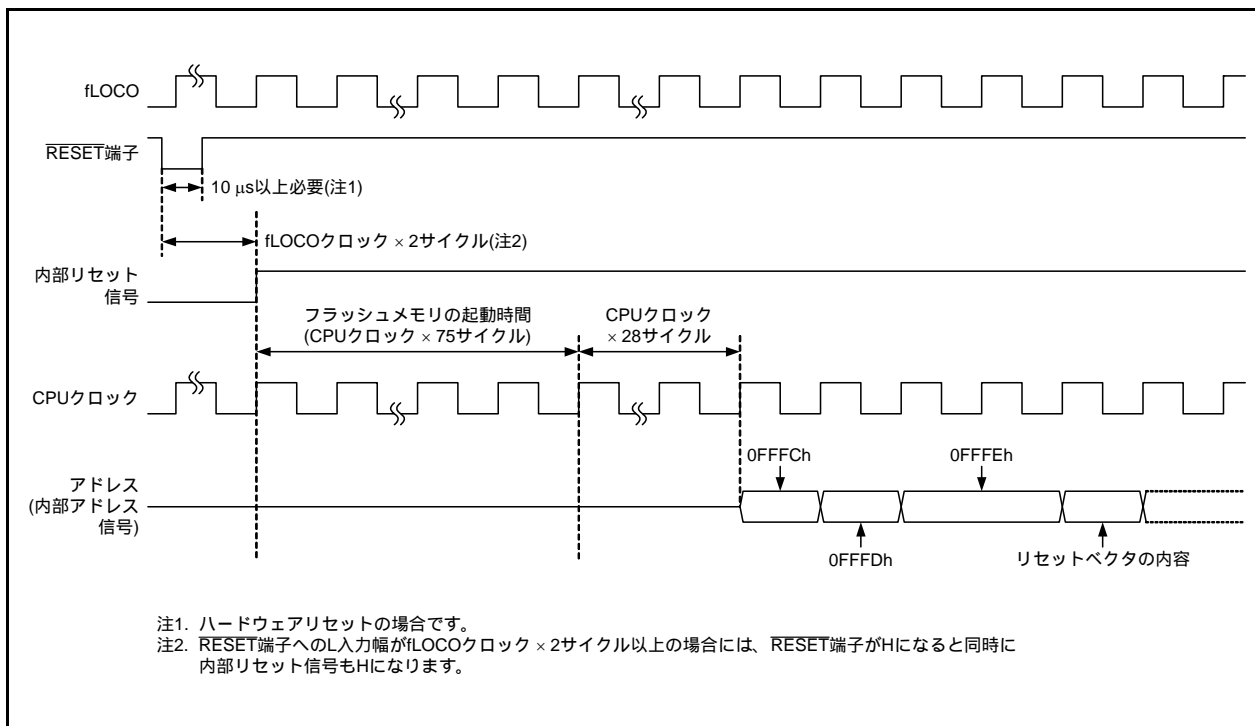 fLOCO
RESET端子
10 μs以上必要(注1)
fLOCOクロック × 2サイクル(注2)
内部リセット
信号
フラッシュメモリの起動時間
(CPUクロック × 75サイクル)
CPUクロック
× 28サイクル
CPUクロック
0FFFCh
0FFFEh
アドレス
(内部アドレス
信号)
0FFFDh
リセットベクタの内容
注1. ハードウェアリセットの場合です。
注2. RESET端子へのL入力幅がfLOCOクロック × 2サイクル以上の場合には、RESET端子がHになると同時に
内部リセット信号もHになります。